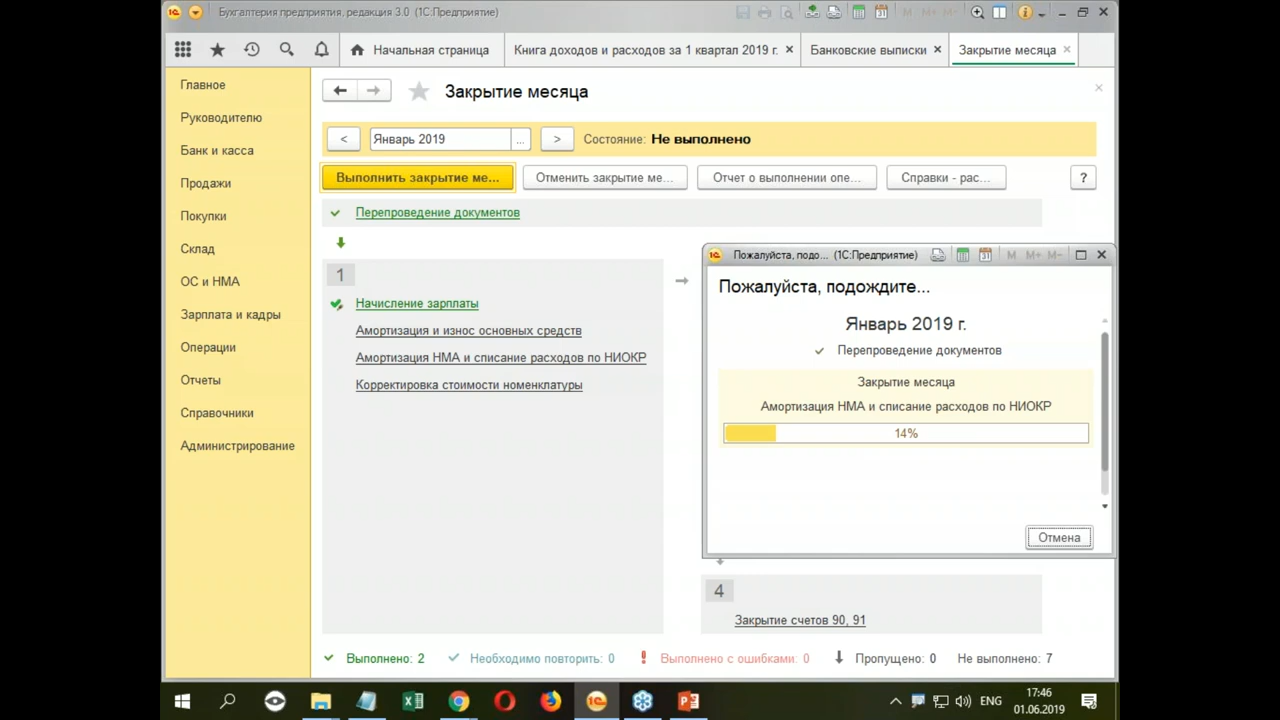 Бухгалтерия предприятия, редакция 3.0 (1С:Предприятие)
M M+ M-
Начальная страница
Книга доходов и расходов за 1 квартал 2019 г. ×
Банковские выписки ×
Закрытие месяца ×
Главное
Руководителю
Банк и касса
Продажи
Покупки
Склад
ОС и НМА
Зарплата и кадры
Операции
Отчеты
Справочники
Администрирование
Закрытие месяца
< Январь 2019 ... > Состояние: Не выполнено
Выполнить закрытие ме... Отменить закрытие ме... Отчет о выполнении опе... Справки - рас... ?
Перепроведение документов
1
Начисление зарплаты
Амортизация и износ основных средств
Амортизация НМА и списание расходов по НИОКР
Корректировка стоимости номенклатуры
Пожалуйста, подо... (1С:Предприятие) 31 M M+ M-
Пожалуйста, подождите...
Январь 2019 г.
Перепроведение документов
Закрытие месяца
Амортизация НМА и списание расходов по НИОКР
14%
Отмена
4
Закрытие счетов 90, 91
Выполнено: 2 Необходимо повторить: 0 Выполнено с ошибками: 0 Пропущено: 0 Не выполнено: 7
ENG
17:46
01.06.2019